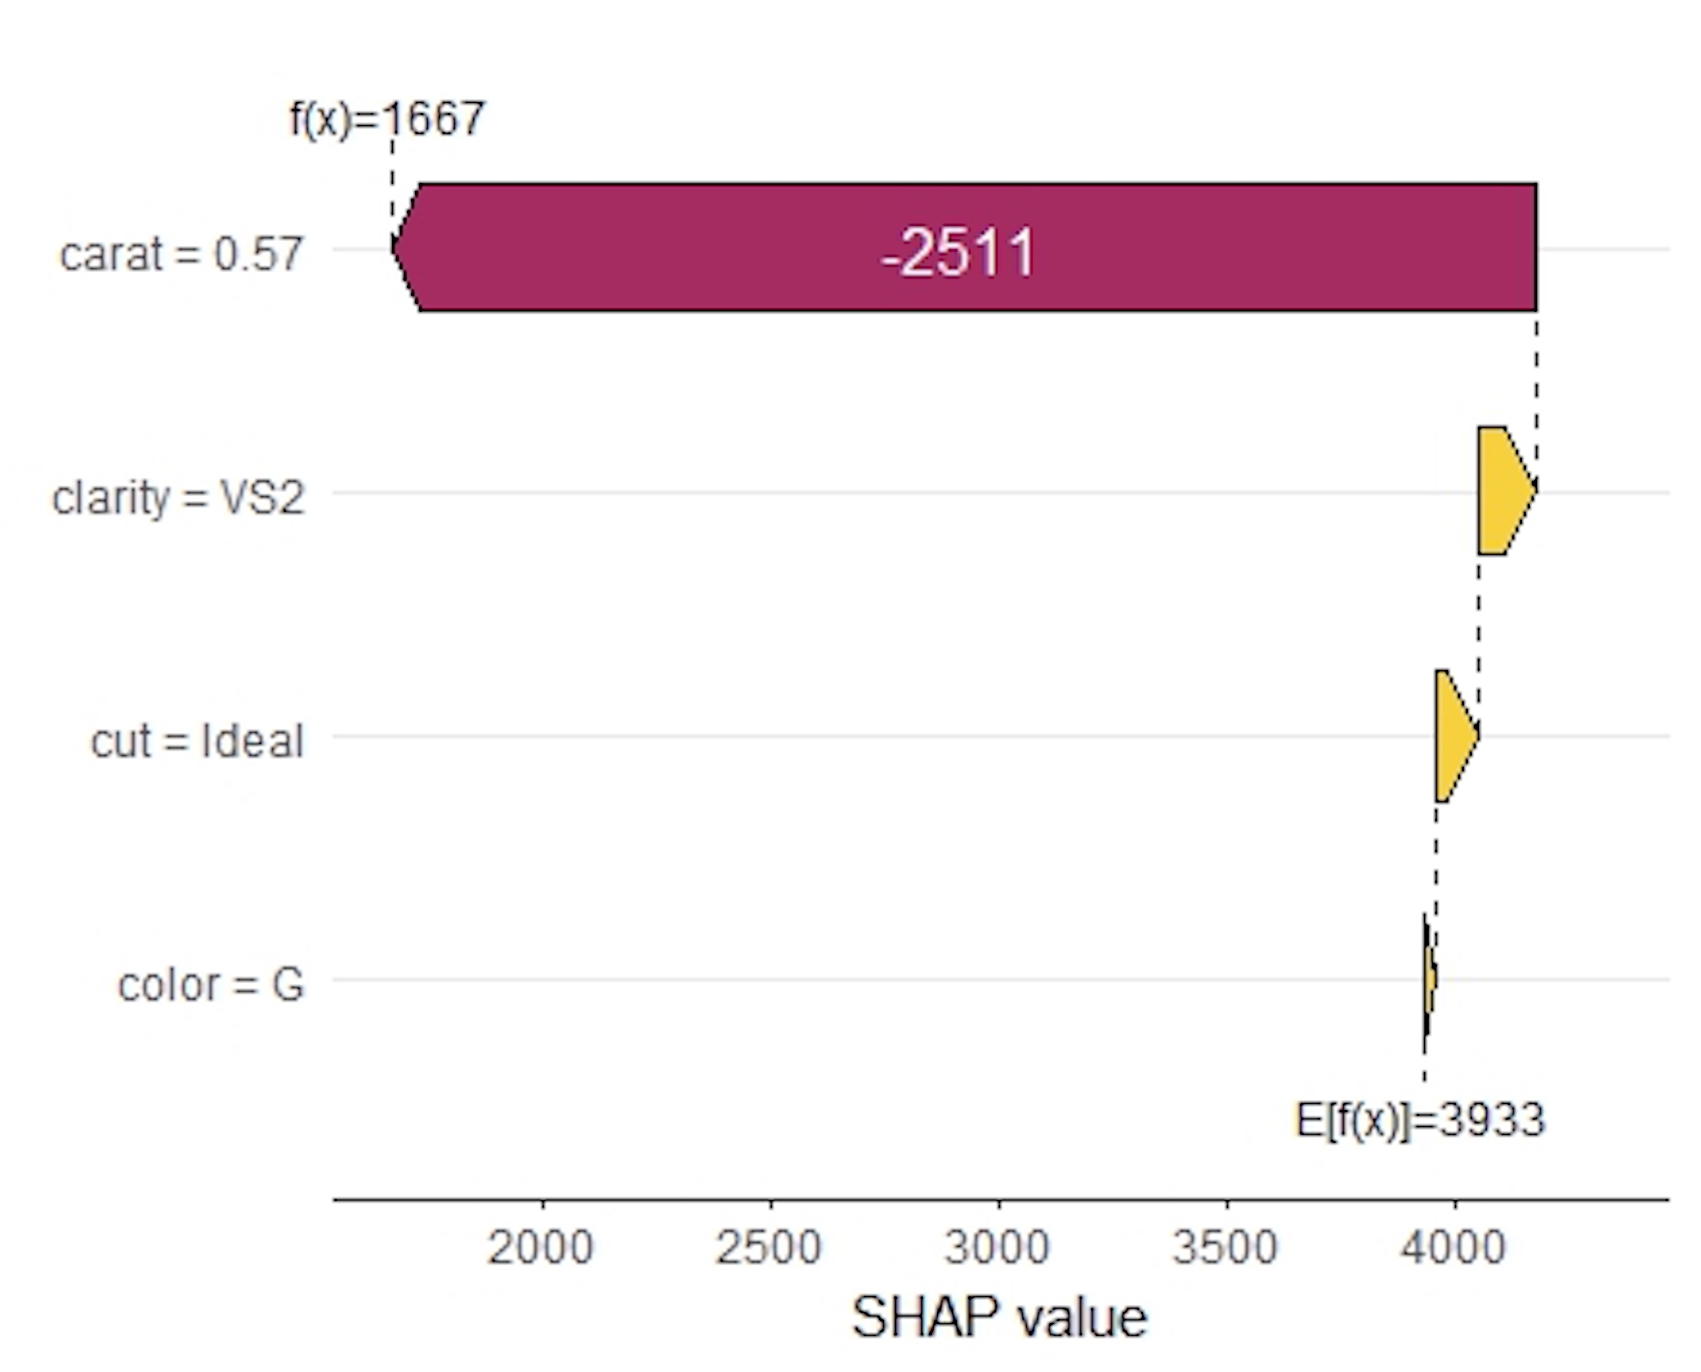 f(x)=1667
carat = 0.57
-2511
clarity = VS2
cut = Ideal
color = G
E[f(x)]=3933
2000 2500 3000 3500 4000
SHAP value